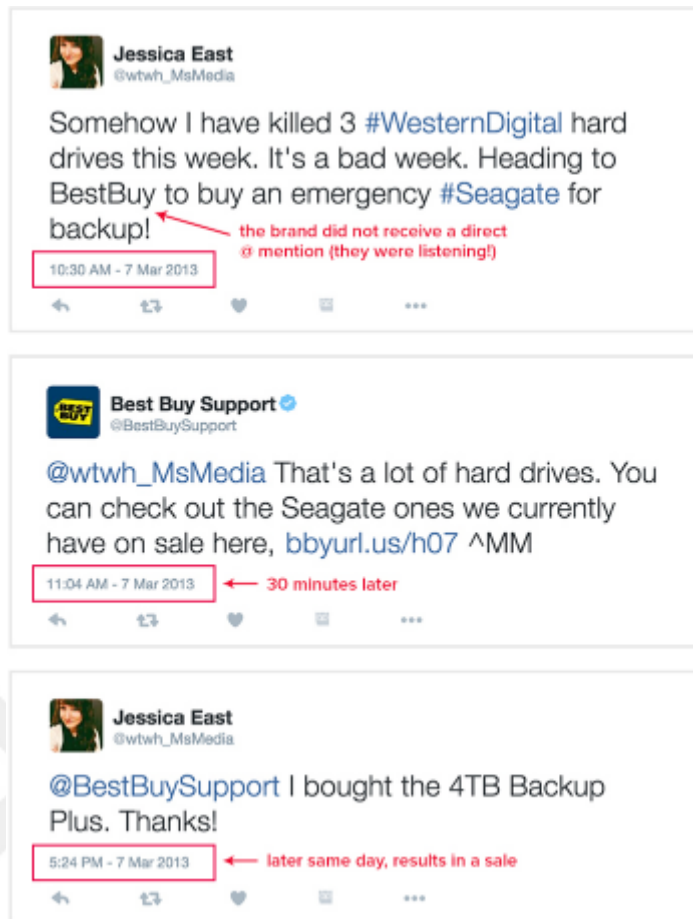 Jessica East
@wtwh_MsMedia
Somehow I have killed 3 #WesternDigital hard
drives this week. It's a bad week. Heading to
BestBuy to buy an emergency #Seagate for
backup!
the brand did not receive a direct
@ mention (they were listening!)
10:30 AM - 7 Mar 2013
BEST
BUY
Best Buy Support
@BestBuySupport
@wtwh_MsMedia That's a lot of hard drives. You
can check out the Seagate ones we currently
have on sale here, bbyurl.us/h07 ^MM
11:04 AM - 7 Mar 2013
30 minutes later
Jessica East
@wtwh_MsMedia
@BestBuySupport I bought the 4TB Backup
Plus. Thanks!
5:24 PM - 7 Mar 2013
later same day, results in a sale